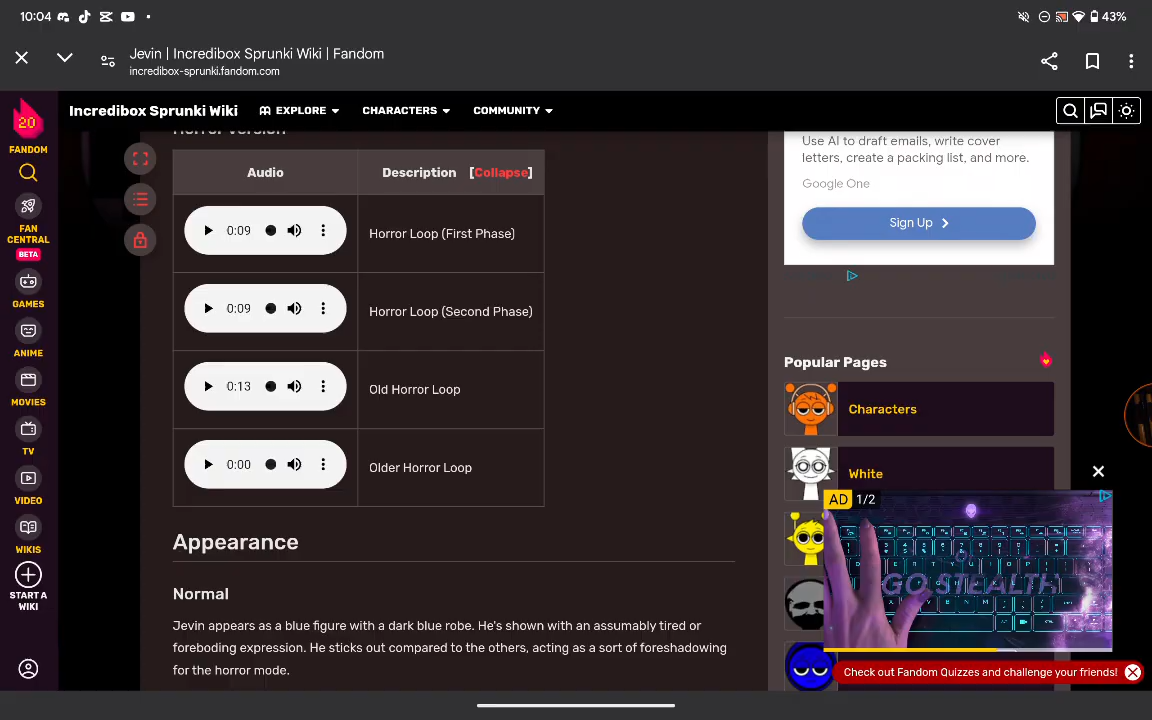 10:04
43%
Jevin | Incredibox Sprunki Wiki | Fandom
incredibox-sprunki.fandom.com
20
FANDOM
FAN CENTRAL
BETA
GAMES
ANIME
MOVIES
TV
VIDEO
WIKIS
START A WIKI
Incredibox Sprunki Wiki
EXPLORE
CHARACTERS
COMMUNITY
Horror version
Audio
Description [Collapse]
0:09
Horror Loop (First Phase)
0:09
Horror Loop (Second Phase)
0:13
Old Horror Loop
0:00
Older Horror Loop
Appearance
Normal
Jevin appears as a blue figure with a dark blue robe. He's shown with an assumably tired or
foreboding expression. He sticks out compared to the others, acting as a sort of foreshadowing
for the horror mode.
Use AI to draft emails, write cover
letters, create a packing list, and more.
Google One
Sign Up
Popular Pages
Characters
White
AD 1/2
GO STEALTH
Check out Fandom Quizzes and challenge your friends!